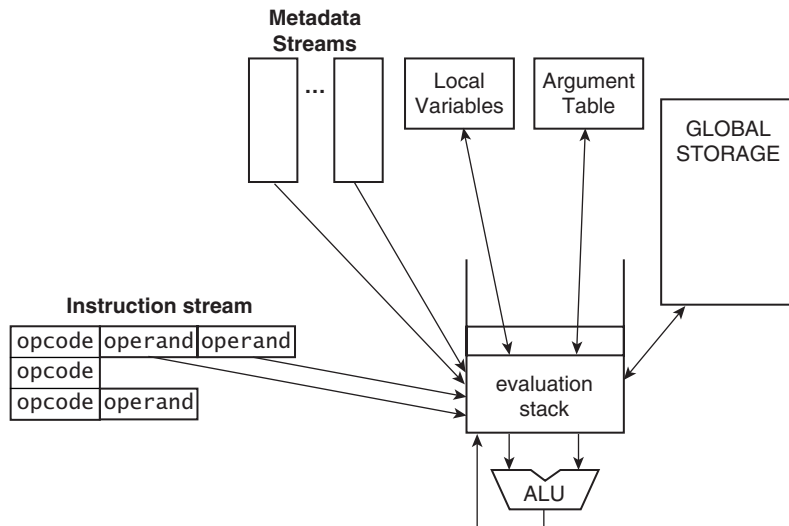 Metadata
Streams
...
Local
Variables
Argument
Table
GLOBAL
STORAGE
Instruction stream
opcode operand operand
opcode
opcode operand
evaluation
stack
ALU